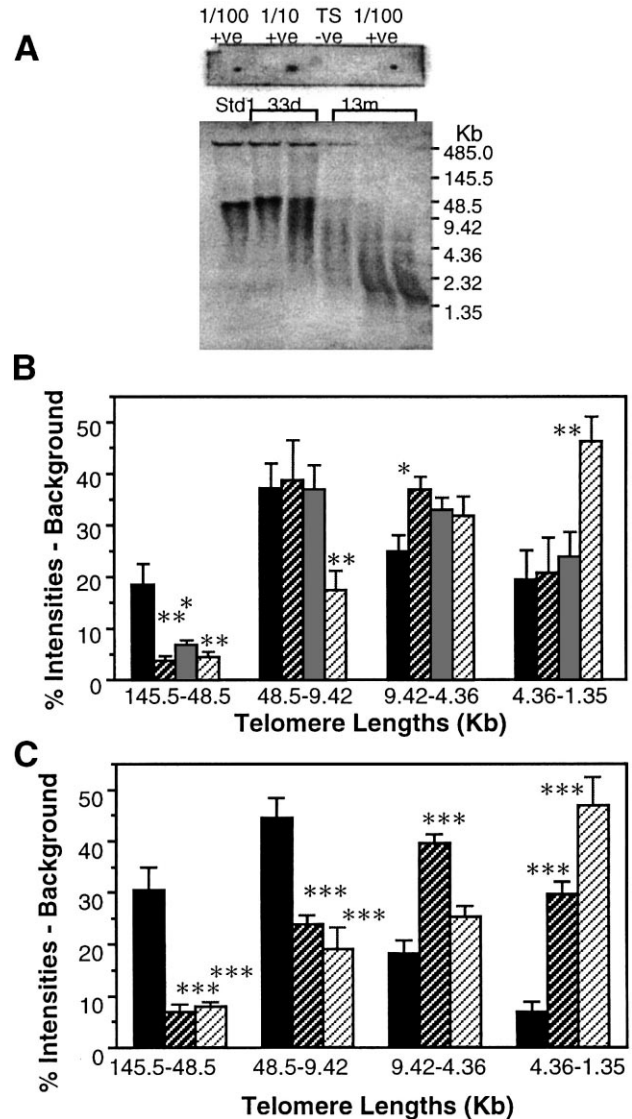 1/100 1/10 TS 1/100
+ve +ve -ve +ve
A
Std1 33d 13m
Kb
485.0
145.5
48.5
9.42
4.36
2.32
1.35
B
% Intensities - Background
50
40
30
20
10
0
** * **
**
*
**
145.5-48.5 48.5-9.42 9.42-4.36 4.36-1.35
Telomere Lengths (Kb)
C
% Intensities - Background
50
40
30
20
10
0
*** ***
*** ***
***
*** ***
145.5-48.5 48.5-9.42 9.42-4.36 4.36-1.35
Telomere Lengths (Kb)